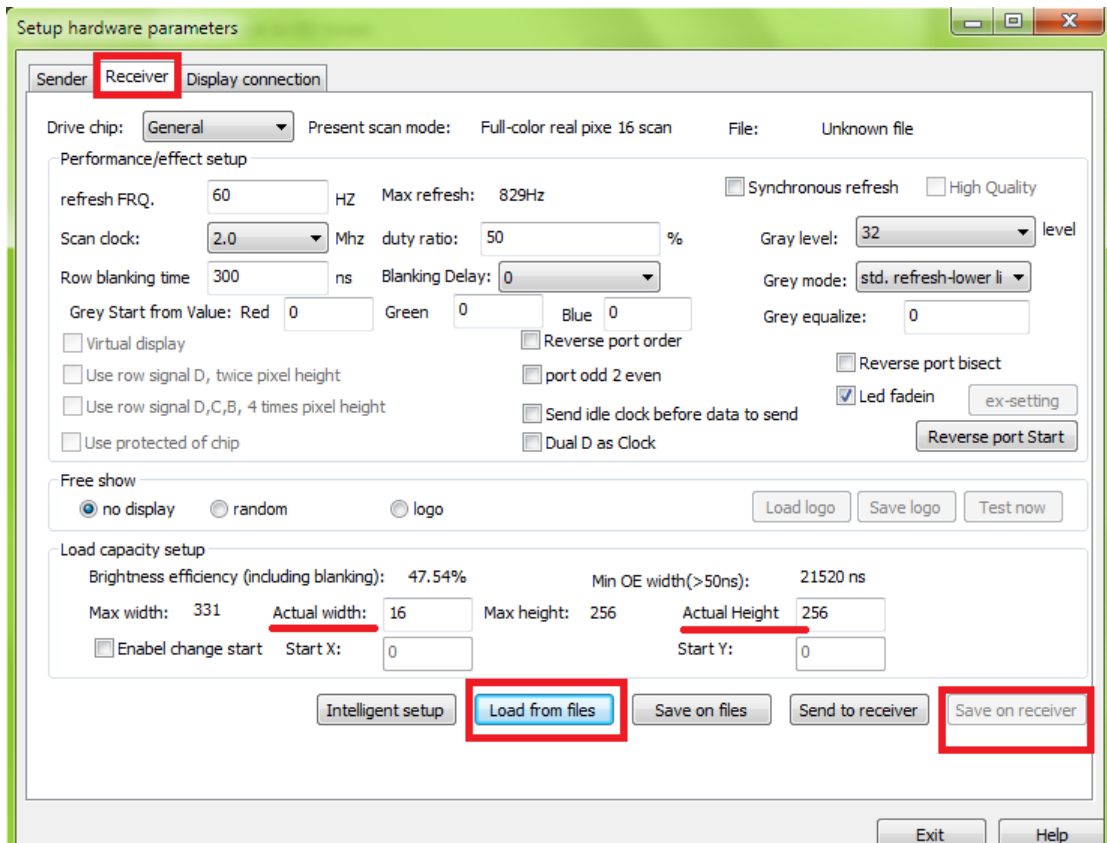 Setup hardware parameters
Sender Receiver Display connection
Drive chip: General Present scan mode: Full-color real pixe 16 scan File: Unknown file
Performance/effect setup
refresh FRQ. 60 HZ Max refresh: 829Hz Synchronous refresh High Quality
Scan clock: 2.0 Mhz duty ratio: 50 % Gray level: 32 level
Row blanking time 300 ns Blanking Delay: 0 Grey mode: std. refresh-lower li
Grey Start from Value: Red 0 Green 0 Blue 0 Grey equalize: 0
Virtual display Reverse port order
Use row signal D, twice pixel height port odd 2 even Reverse port bisect
Use row signal D,C,B, 4 times pixel height Send idle clock before data to send Led fadein ex-setting
Use protected of chip Dual D as Clock Reverse port Start
Free show
no display random logo Load logo Save logo Test now
Load capacity setup
Brightness efficiency (including blanking): 47.54% Min OE width(>50ns): 21520 ns
Max width: 331 Actual width: 16 Max height: 256 Actual Height 256
Enabel change start Start X: 0 Start Y: 0
Intelligent setup Load from files Save on files Send to receiver Save on receiver
Exit Help